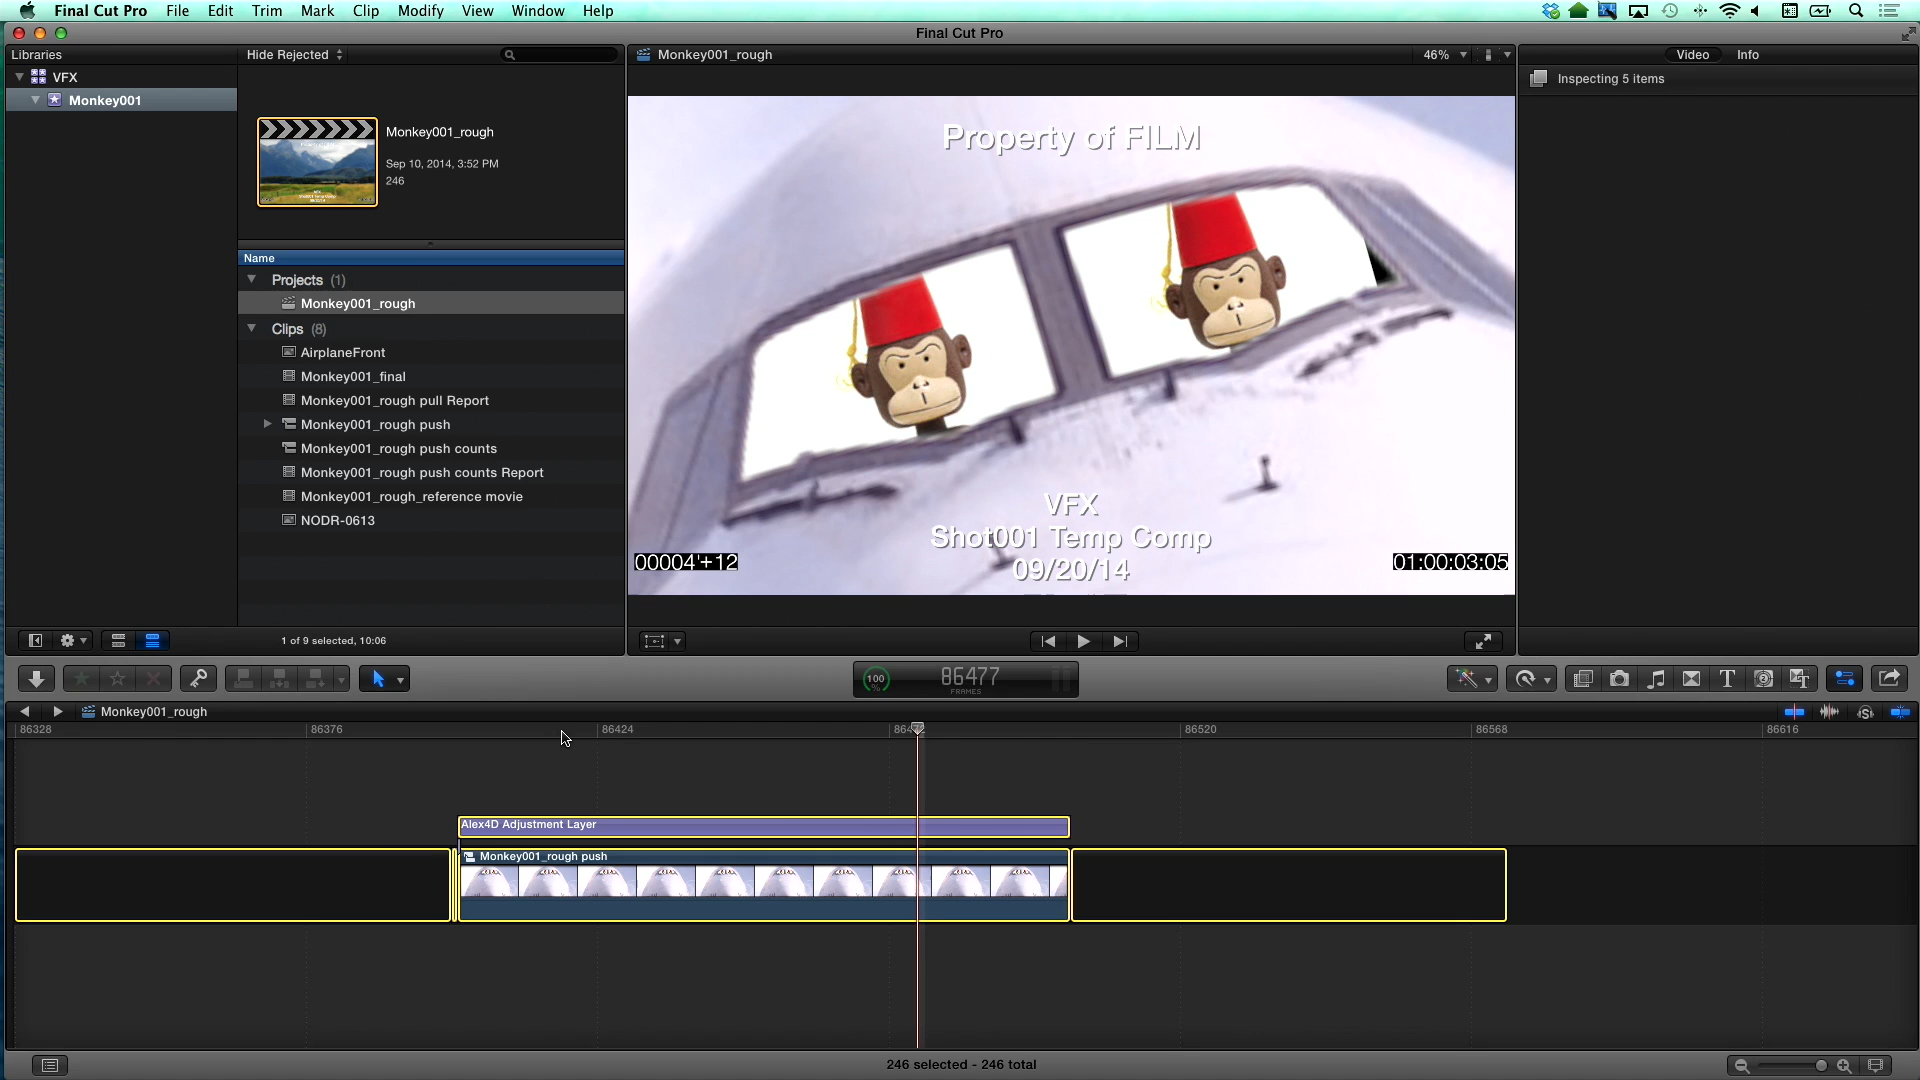 Final Cut Pro File Edit Trim Mark Clip Modify View Window Help
Final Cut Pro
Libraries
Hide Rejected
Monkey001_rough
46%
Video
Info
VFX
Monkey001
Inspecting 5 items
Monkey001_rough
Sep 10, 2014, 3:52 PM
246
Property of FILM
Name
Projects (1)
Monkey001_rough
Clips (8)
AirplaneFront
Monkey001_final
Monkey001_rough pull Report
Monkey001_rough push
Monkey001_rough push counts
Monkey001_rough push counts Report
Monkey001_rough_reference movie
NODR-0613
VFX
Shot001 Temp Comp
09/20/14
00004'+12
01:00:03:05
1 of 9 selected, 10:06
100
%
86477
FRAMES
Monkey001_rough
86328 86376 86424 86520 86568 86616
Alex4D Adjustment Layer
Monkey001_rough push
246 selected - 246 total